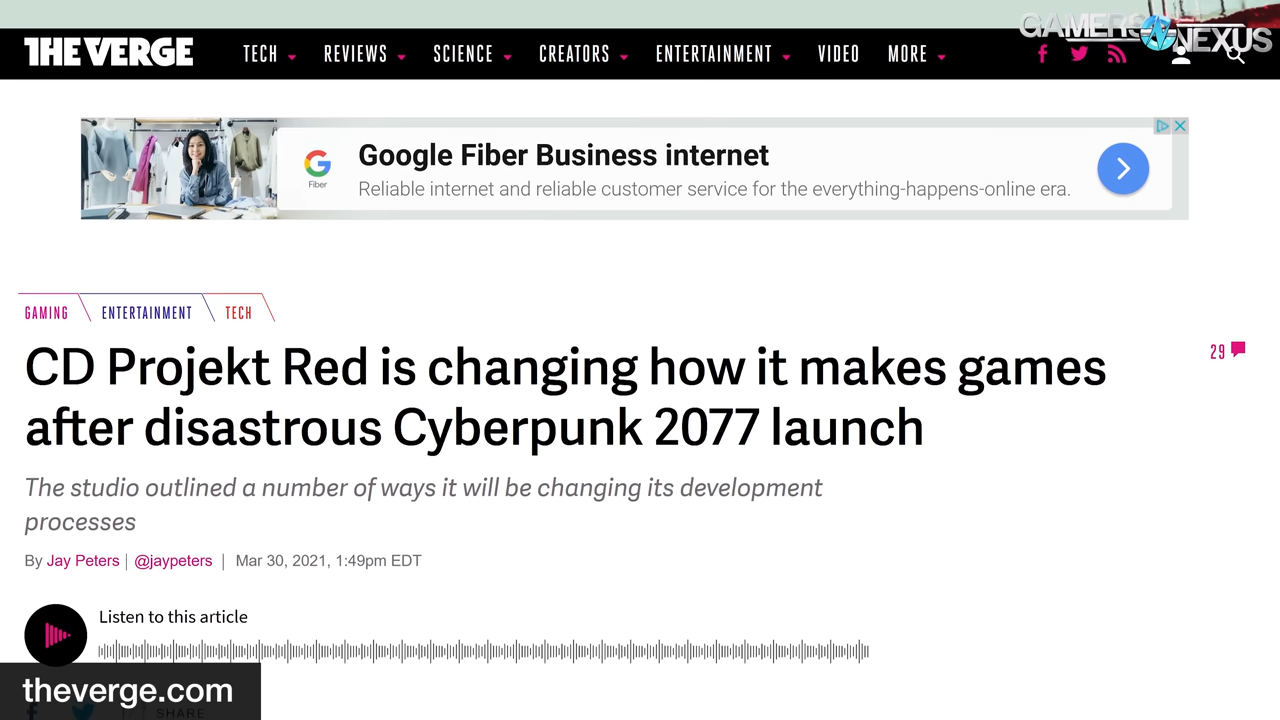 GAMERS NEXUS
THE VERGE
TECH REVIEWS SCIENCE CREATORS ENTERTAINMENT VIDEO MORE
Google Fiber Business internet
Fiber
Reliable internet and reliable customer service for the everything-happens-online era.
GAMING ENTERTAINMENT TECH
CD Projekt Red is changing how it makes games
29
after disastrous Cyberpunk 2077 launch
The studio outlined a number of ways it will be changing its development
processes
By Jay Peters | @jaypeters | Mar 30, 2021, 1:49pm EDT
Listen to this article
theverge.com
SHARE